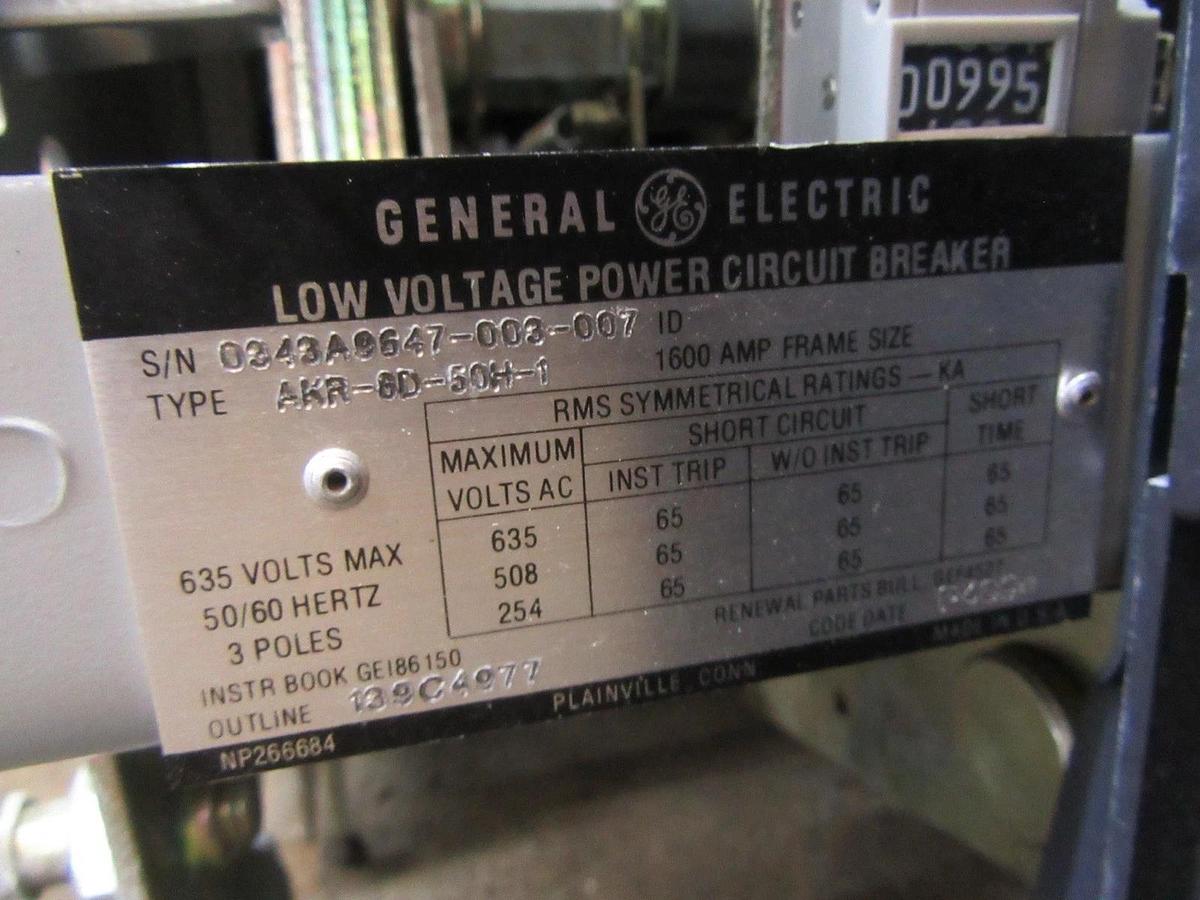 00995
GENERAL GE ELECTRIC
LOW VOLTAGE POWER CIRCUIT BREAKER
S/N 0343A9647-003-007 ID
TYPE AKR-6D-50H-1 1600 AMP FRAME SIZE
RMS SYMMETRICAL RATINGS — KA
MAXIMUM VOLTS AC
SHORT CIRCUIT
SHORT TIME
INST TRIP
W/O INST TRIP
635 65 65 65
508 65 65 65
254 65 65 65
635 VOLTS MAX
50/60 HERTZ
3 POLES
RENEWAL PARTS BULL
CODE DATE
INSTR BOOK GEI86150
OUTLINE 139C4977
NP266684
PLAINVILLE, CONN
MADE IN U.S.A.